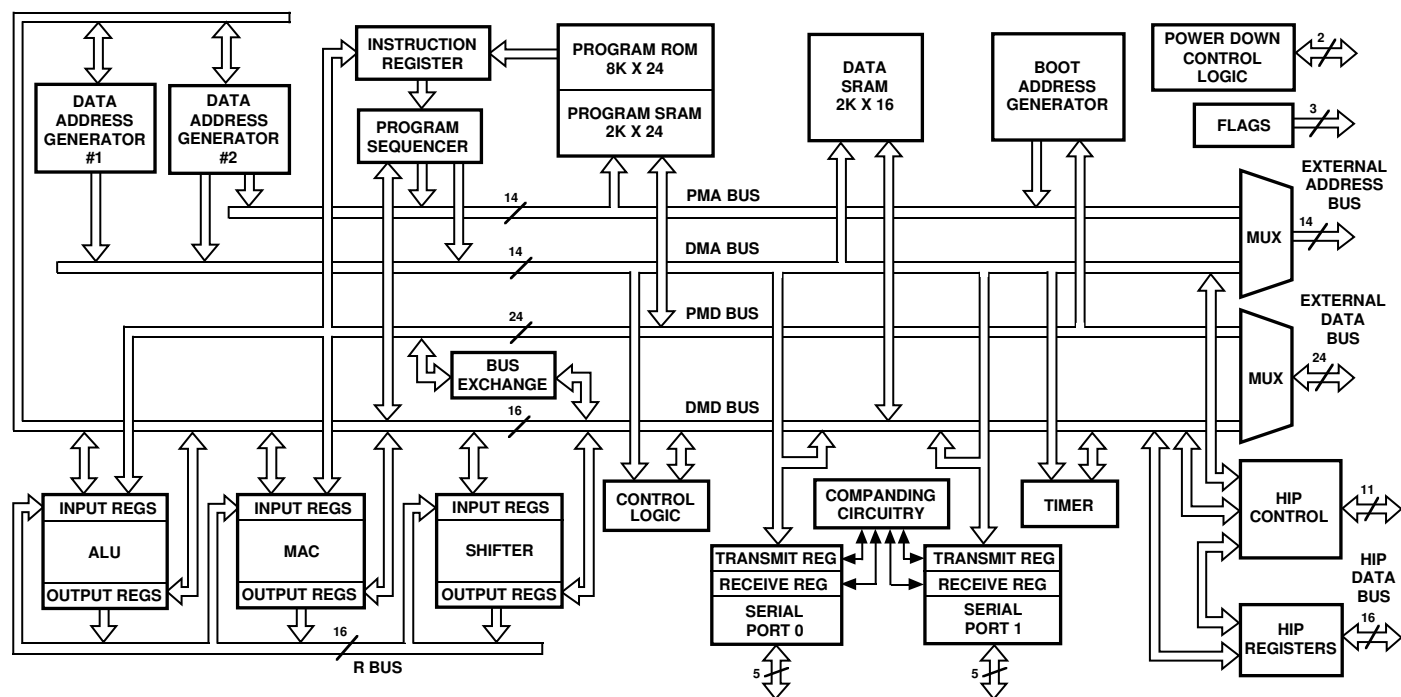 INSTRUCTION
REGISTER
PROGRAM ROM
8K X 24
PROGRAM SRAM
2K X 24
DATA
SRAM
2K X 16
BOOT
ADDRESS
GENERATOR
POWER DOWN
CONTROL
LOGIC
2
FLAGS
3
DATA
ADDRESS
GENERATOR
#1
DATA
ADDRESS
GENERATOR
#2
PROGRAM
SEQUENCER
EXTERNAL
ADDRESS
BUS
14
PMA BUS
14
DMA BUS
MUX
14
24
PMD BUS
EXTERNAL
DATA
BUS
BUS
EXCHANGE
MUX
24
16
DMD BUS
INPUT REGS
ALU
OUTPUT REGS
INPUT REGS
MAC
OUTPUT REGS
INPUT REGS
SHIFTER
OUTPUT REGS
16
R BUS
CONTROL
LOGIC
COMPANDING
CIRCUITRY
TIMER
TRANSMIT REG
RECEIVE REG
SERIAL
PORT 0
5
TRANSMIT REG
RECEIVE REG
SERIAL
PORT 1
5
HIP
CONTROL
11
HIP
DATA
BUS
HIP
REGISTERS
16